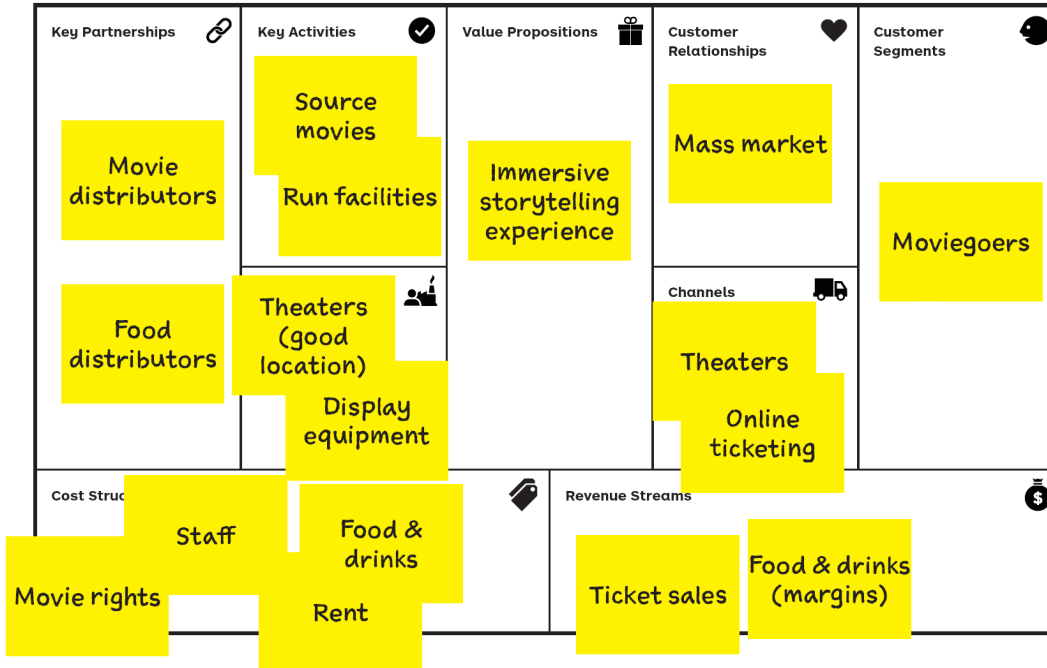 Key Partnerships
Movie
distributors
Food
distributors
Key Activities
Source
movies
Run facilities
Theaters
(good
location)
Display
equipment
Value Propositions
Immersive
storytelling
experience
Customer
Relationships
Mass market
Channels
Theaters
Online
ticketing
Customer
Segments
Moviegoers
Cost Struc
Staff
Movie rights
Food &
drinks
Rent
Revenue Streams
Ticket sales
Food & drinks
(margins)
$